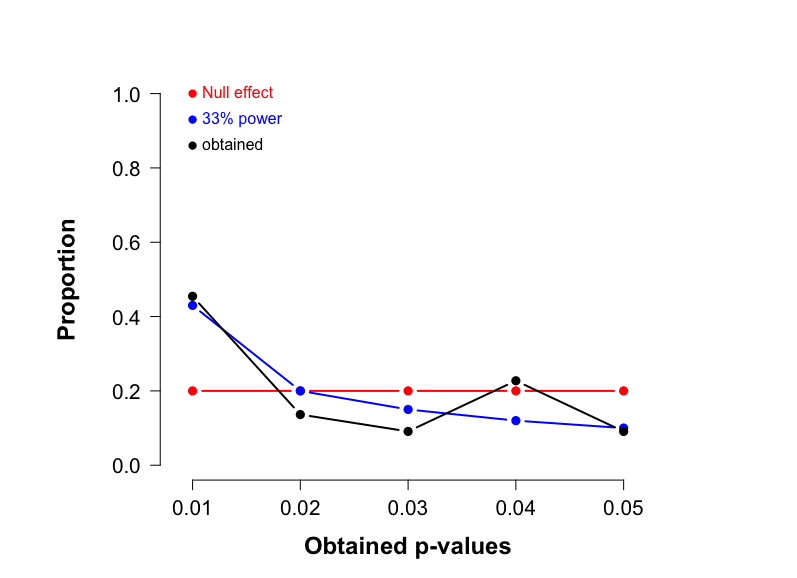 1.0
0.8
0.6
0.4
0.2
0.0
Proportion
Null effect
33% power
obtained
0.01 0.02 0.03 0.04 0.05
Obtained p-values